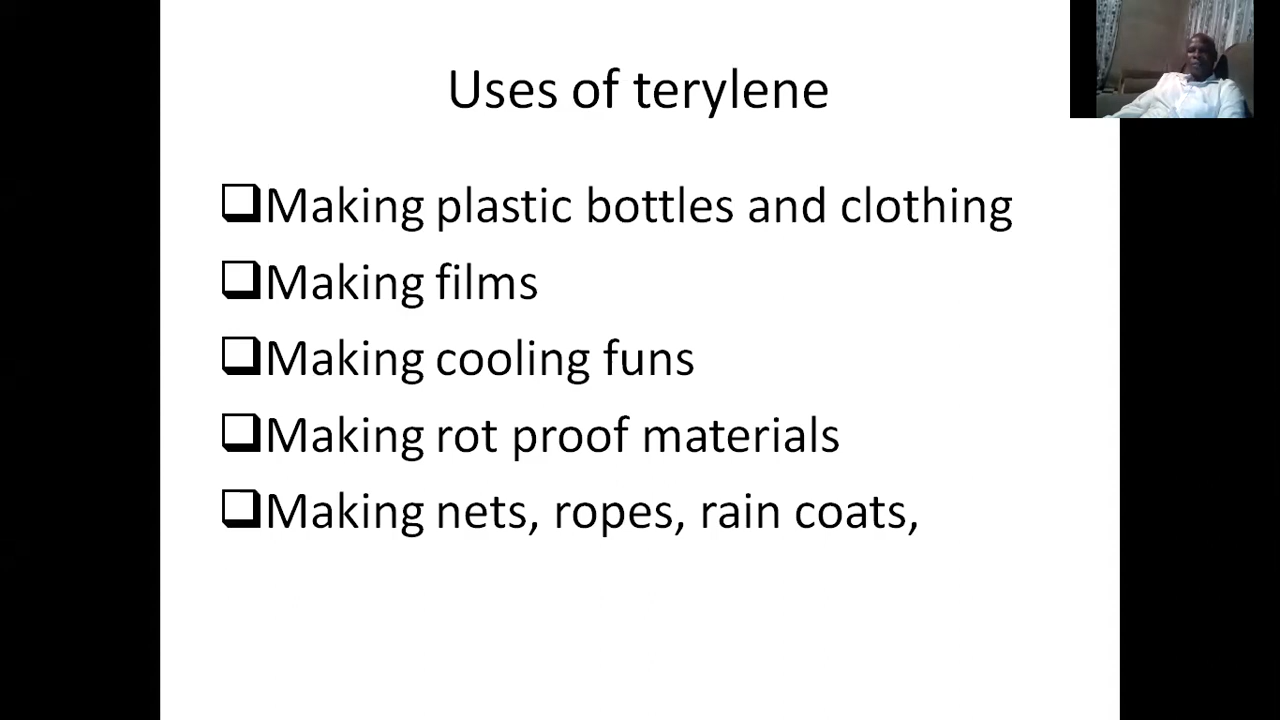 Uses of terylene
Making plastic bottles and clothing
Making films
Making cooling funs
Making rot proof materials
Making nets, ropes, rain coats,